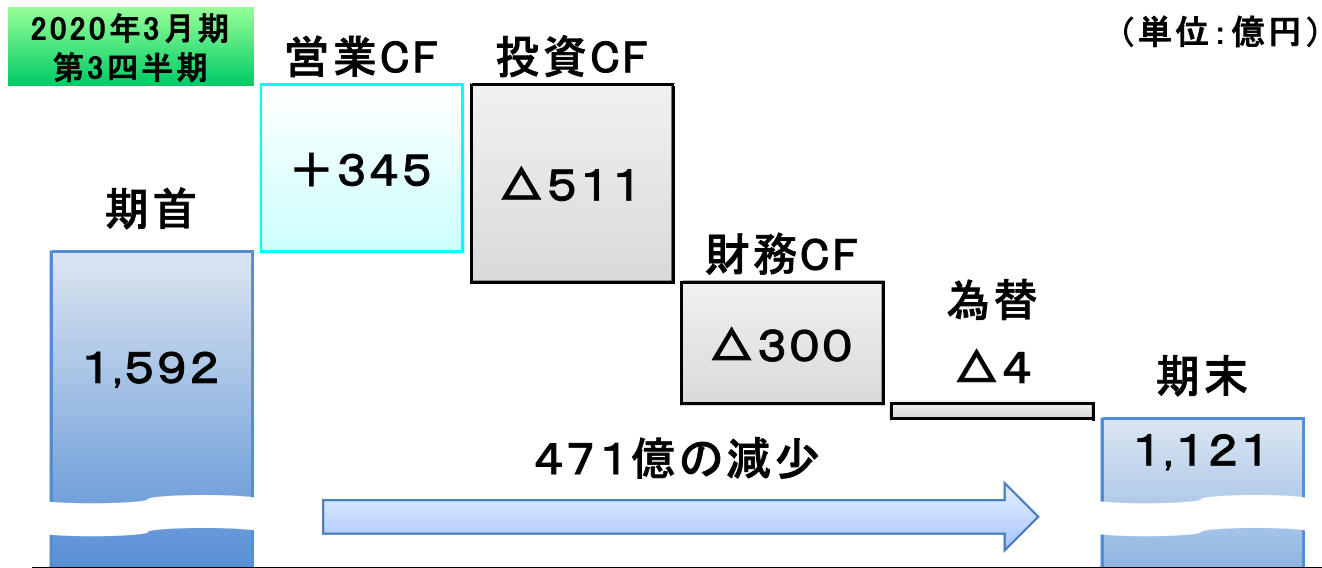 2020年3月期
第3四半期
（単位：億円）
営業CF
投資CF
＋345
△511
期首
1,592
財務CF
△300
為替
△4
期末
1,121
471億の減少